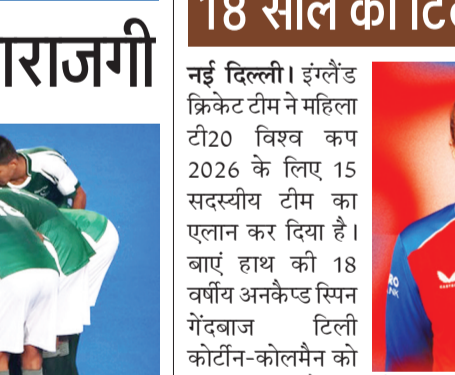 ाराजगी
18 साल की
नई दिल्ली। इंग्लैंड
क्रिकेट टीम ने महिला
टी20 विश्व कप
2026 के लिए 15
सदस्यीय टीम का
एलान कर दिया है।
बाएं हाथ की 18
वर्षीय अनकैप्ड स्पिन
गेंदबाज टिली
कोर्टीन-कोलमैन को